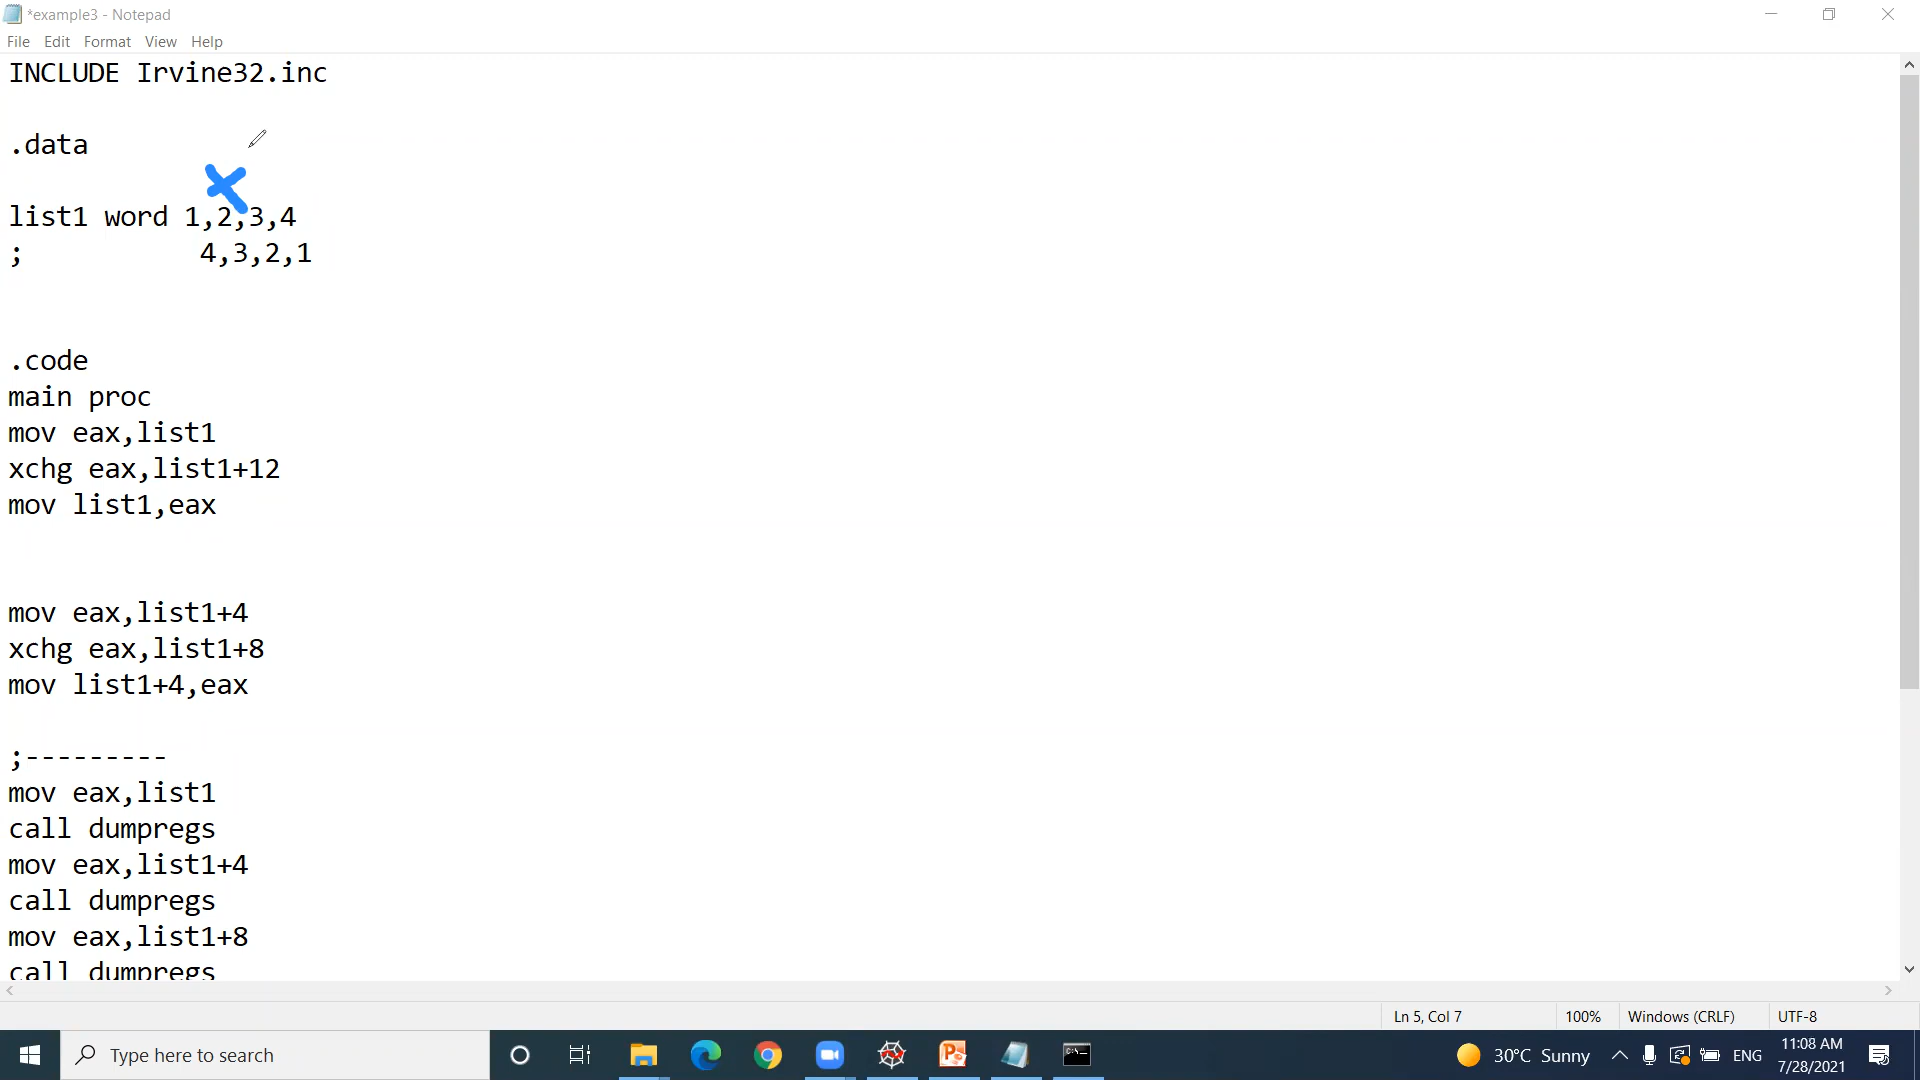 *example3 - Notepad
File Edit Format View Help
INCLUDE Irvine32.inc
.data
list1 word 1,2,3,4
; 4,3,2,1
.code
main proc
mov eax,list1
xchg eax,list1+12
mov list1,eax
mov eax,list1+4
xchg eax,list1+8
mov list1+4,eax
;---------
mov eax,list1
call dumpregs
mov eax,list1+4
call dumpregs
mov eax,list1+8
call dumpregs
Ln 5, Col 7 100% Windows (CRLF) UTF-8
Type here to search 30°C Sunny ENG 11:08 AM
7/28/2021